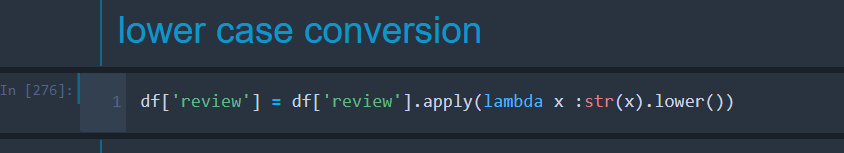 lower case conversion
In [276]:
1 df['review'] = df['review'].apply(lambda x :str(x).lower())